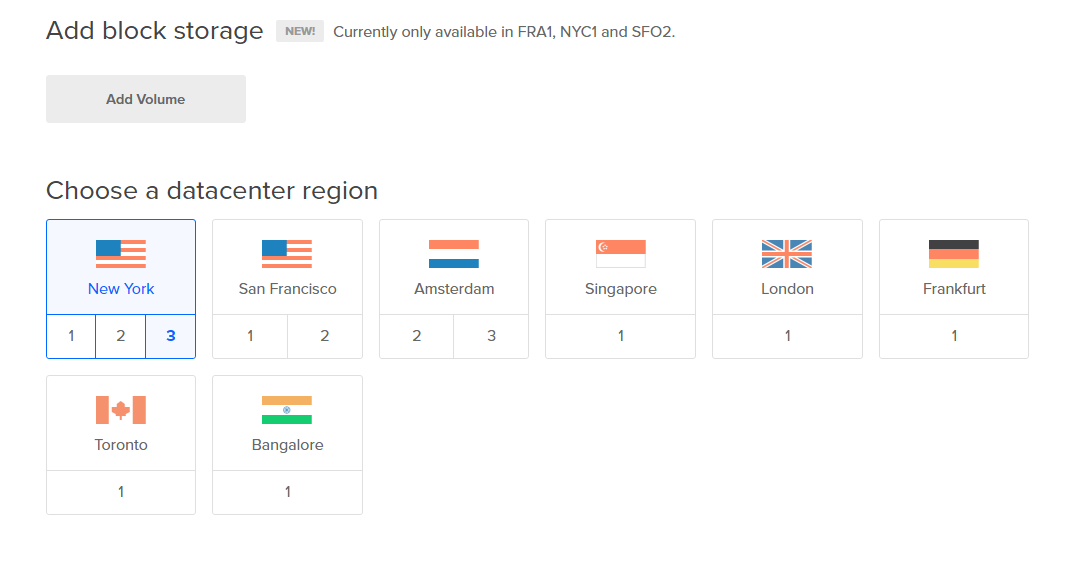 Add block storage NEW! Currently only available in FRA1, NYC1 and SFO2.
Add Volume
Choose a datacenter region
New York San Francisco Amsterdam Singapore London Frankfurt
1 2 3 1 2 2 3 1 1 1
Toronto Bangalore
1 1